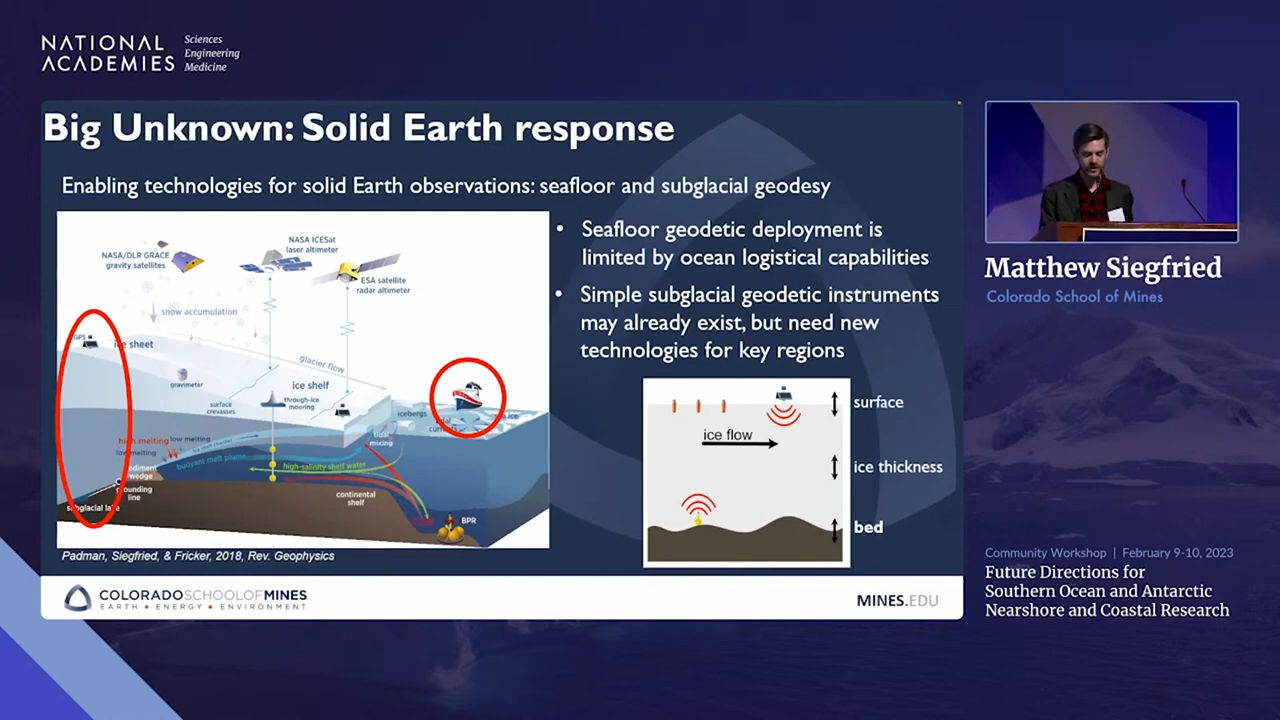 NATIONAL
ACADEMIES
Sciences
Engineering
Medicine
Big Unknown: Solid Earth response
Enabling technologies for solid Earth observations: seafloor and subglacial geodesy
NASA/DLR GRACE
gravity satellites
NASA ICESat
laser altimeter
ESA satellite
radar altimeter
snow accumulation
GPS
ice sheet
glacier flow
gravimeter
ice shelf
surface
crevasses
through-ice
mooring
icebergs
high melting
low melting
low melting
buoyant melt plume
tidal
mixing
high-salinity shelf water
sediment
wedge
grounding
line
continental
shelf
subglacial lake
BPR
Padman, Siegfried, & Fricker, 2018, Rev. Geophysics
• Seafloor geodetic deployment is
limited by ocean logistical capabilities
• Simple subglacial geodetic instruments
may already exist, but need new
technologies for key regions
surface
ice flow
ice thickness
bed
COLORADOSCHOOLOFMINES
EARTH • ENERGY • ENVIRONMENT
MINES.EDU
Matthew Siegfried
Colorado School of Mines
Community Workshop | February 9-10, 2023
Future Directions for
Southern Ocean and Antarctic
Nearshore and Coastal Research